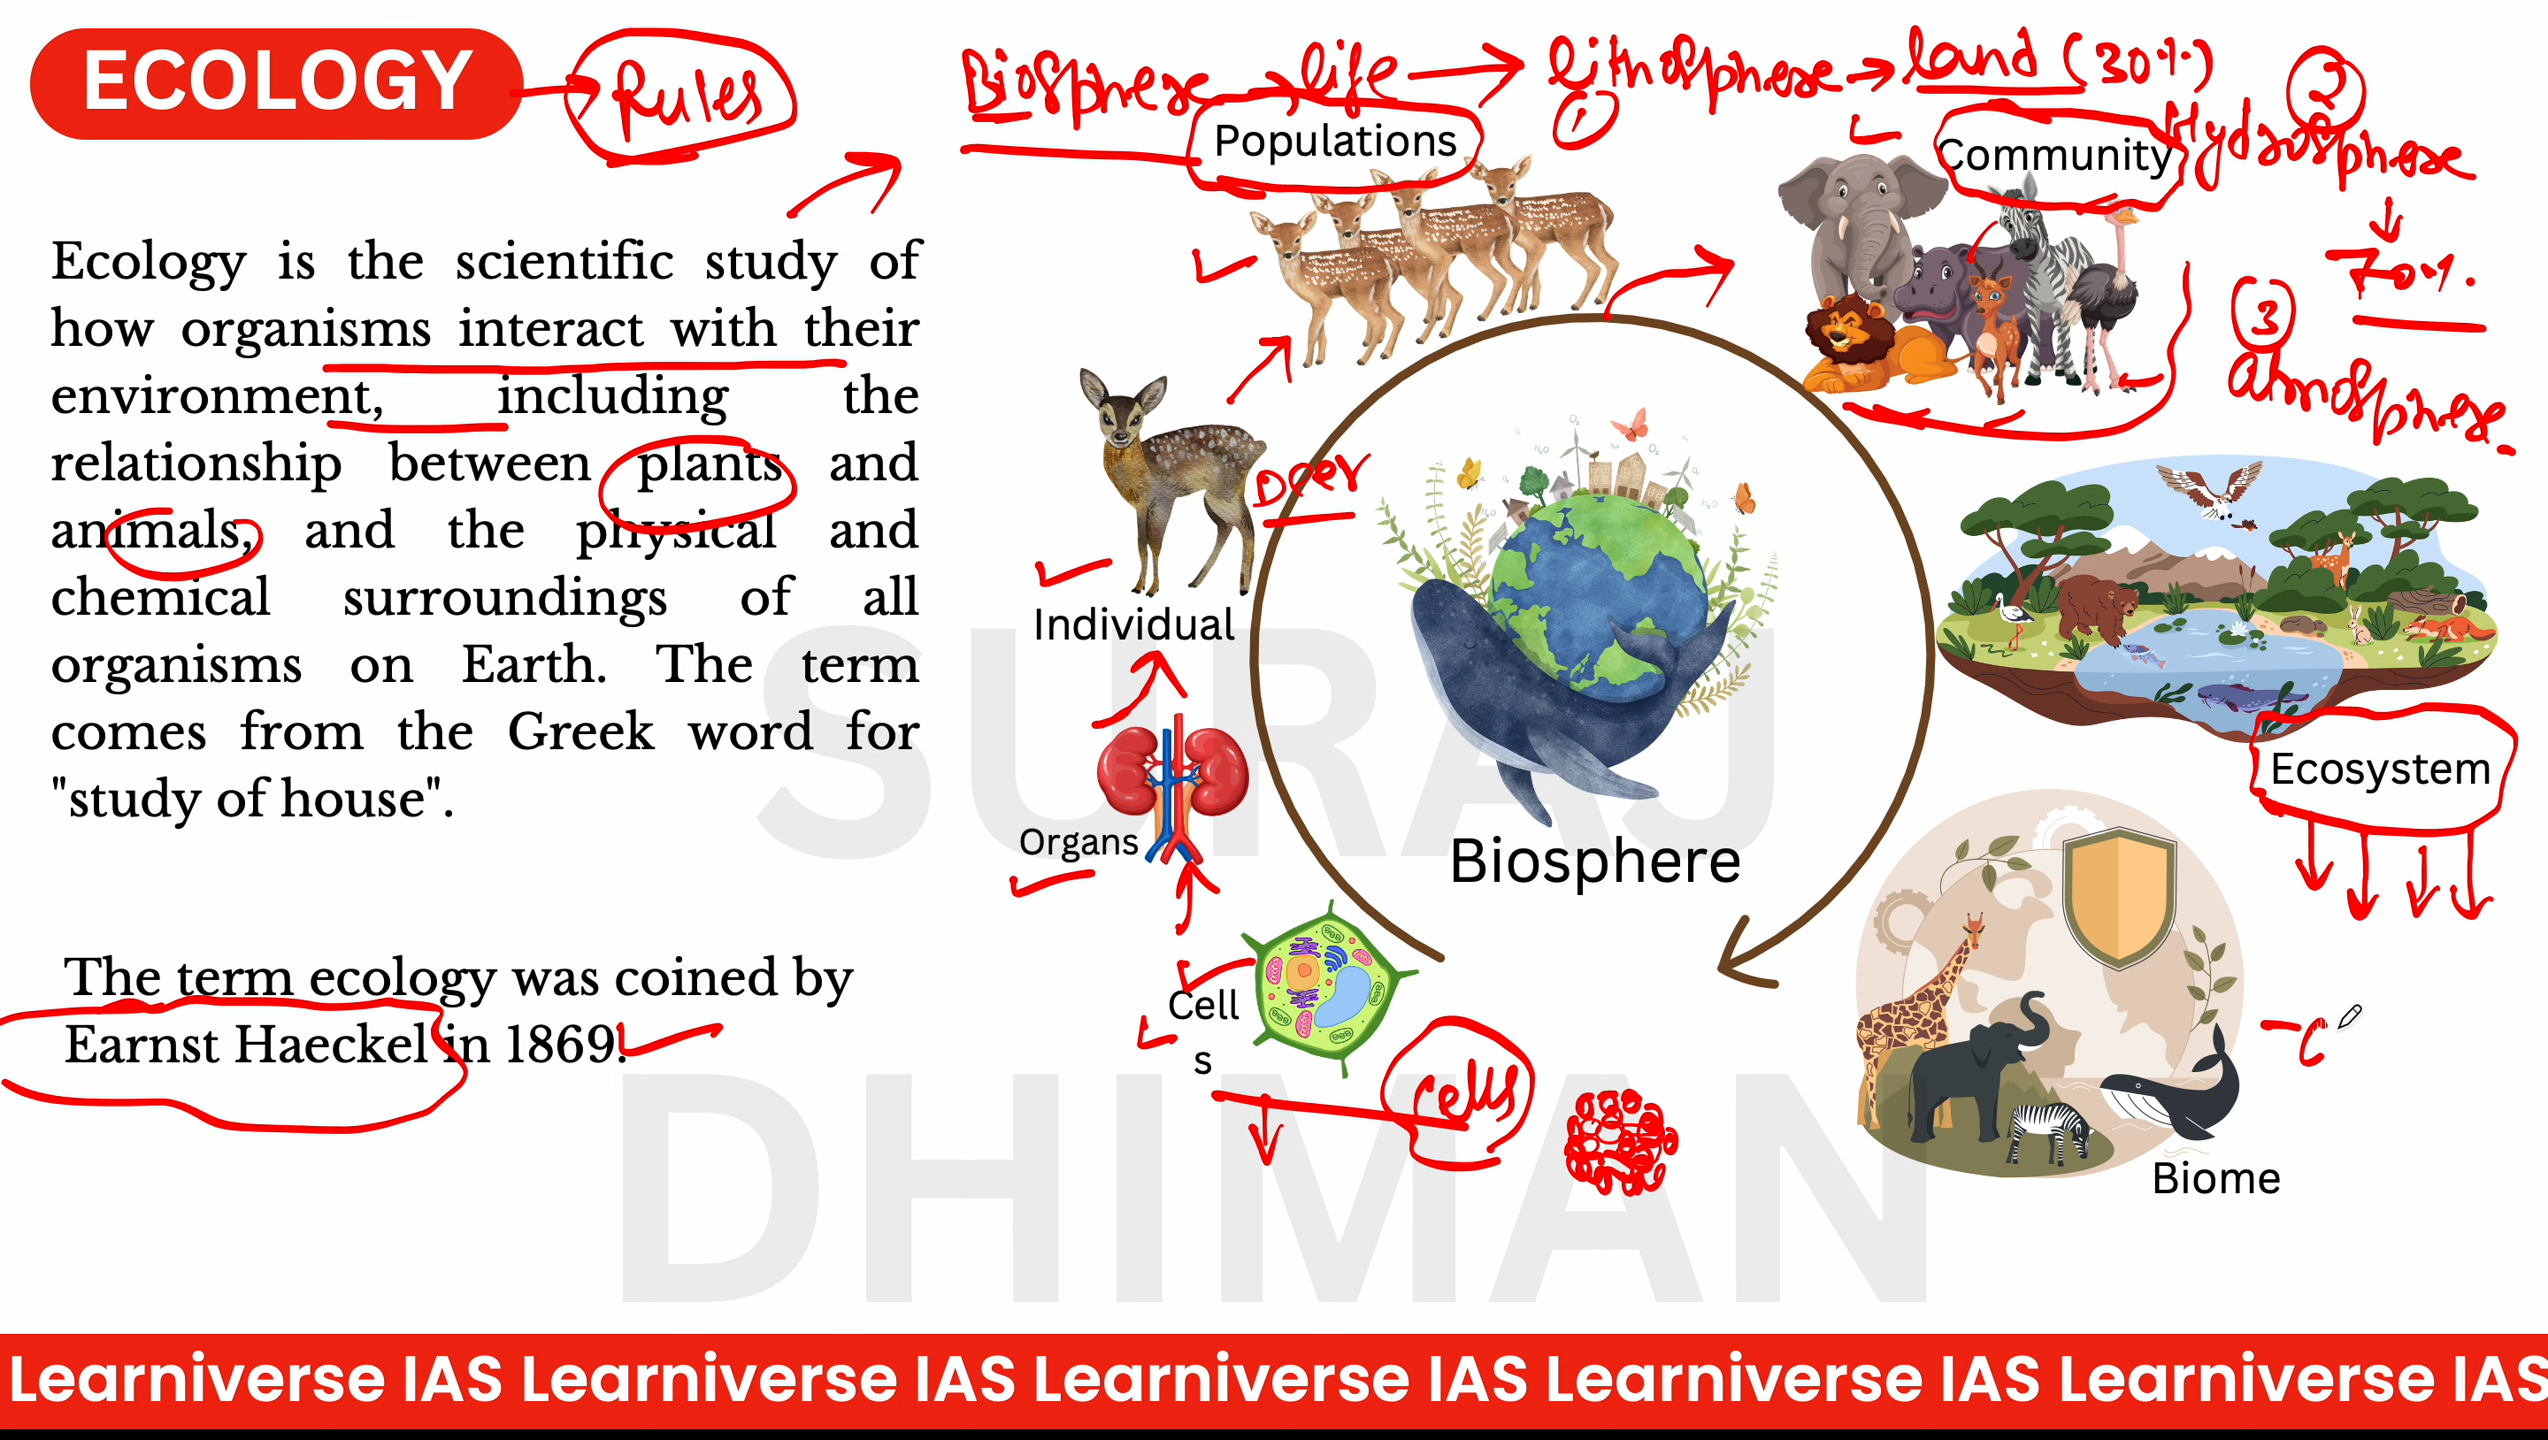 ECOLOGY
Rules
Biosphere → life → lithosphere → land (30%)
1
2
Hydrosphere
70%.
3
Atmosphere.
Ecology is the scientific study of
how organisms interact with their
environment, including the
relationship between plants and
animals, and the physical and
chemical surroundings of all
organisms on Earth. The term
comes from the Greek word for
"study of house".
The term ecology was coined by
Earnst Haeckel in 1869.
Populations
Community
Deer
Individual
Organs
Cell
s
cells
Biosphere
Ecosystem
Biome
SURAJ
DHIMAN
Learniverse IAS Learniverse IAS Learniverse IAS Learniverse IAS Learniverse IAS